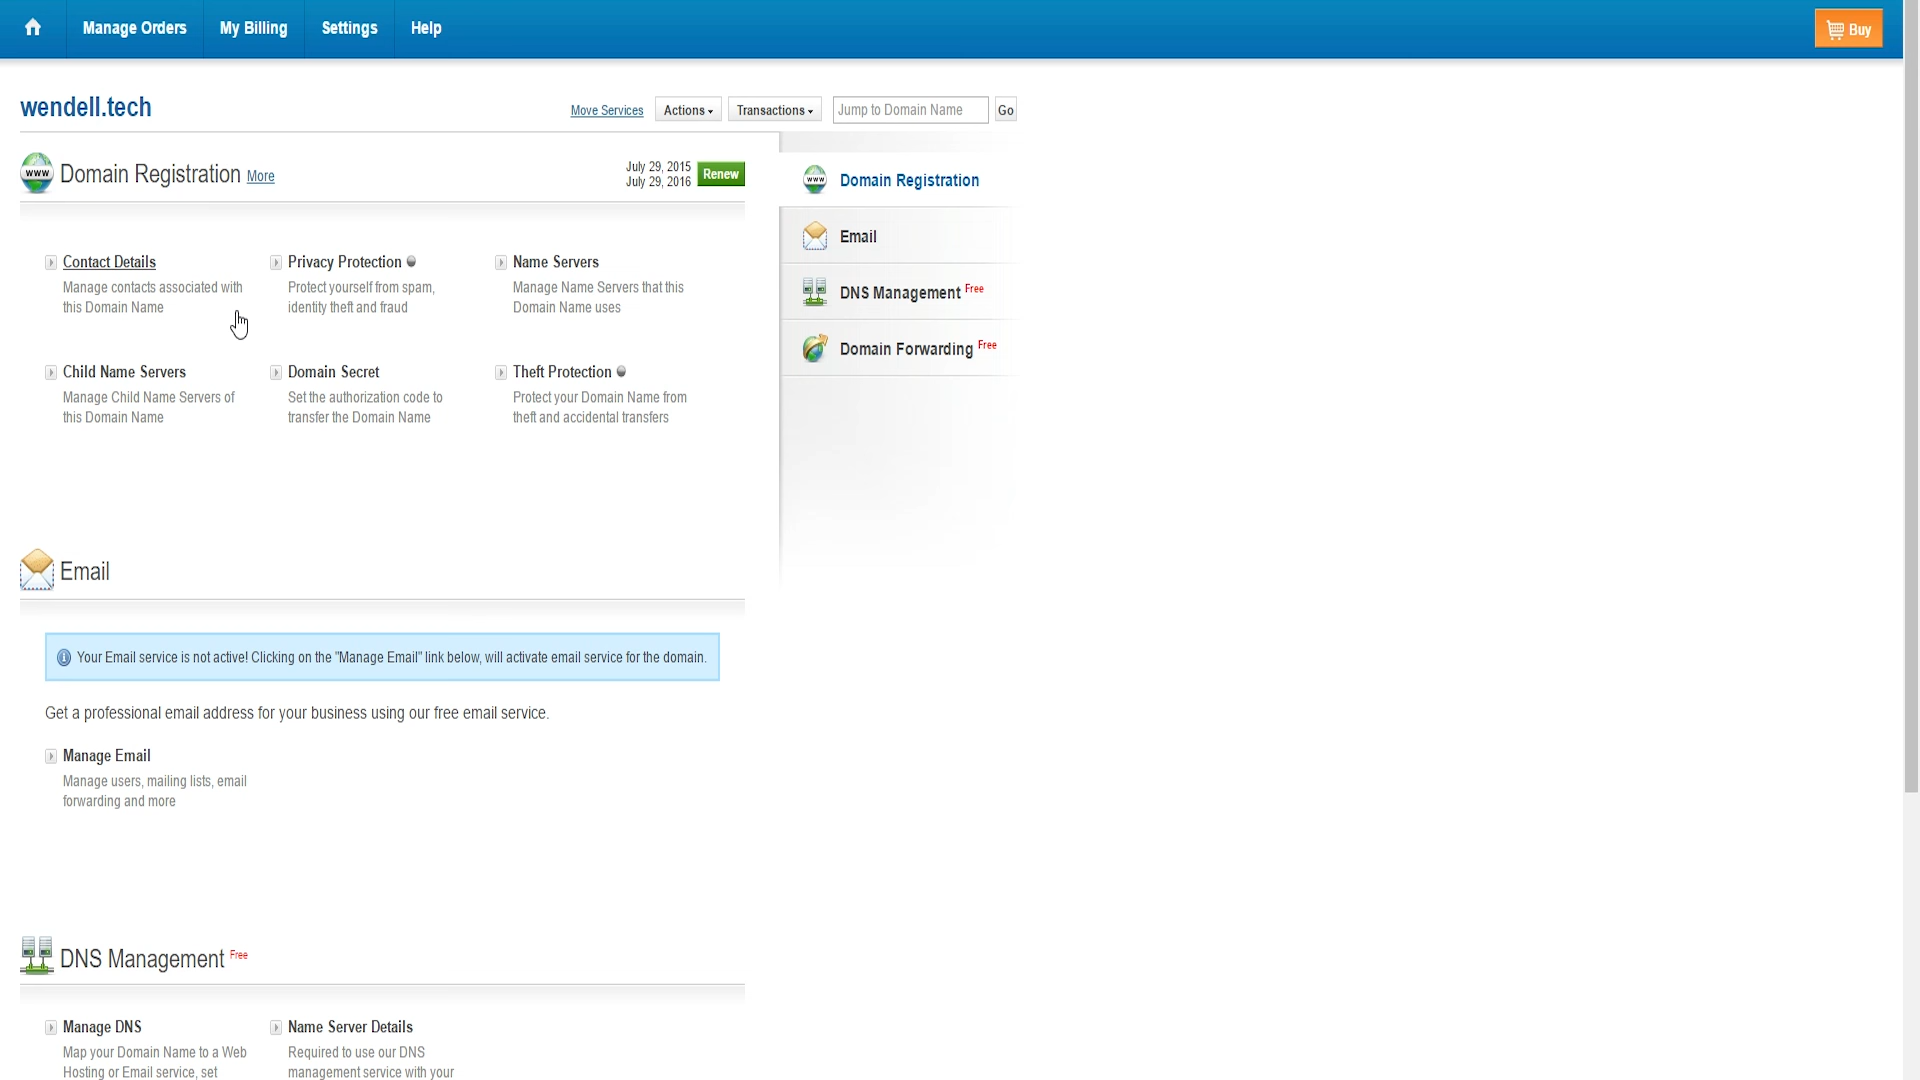 Manage Orders My Billing Settings Help Buy
wendell.tech Move Services Actions Transactions Jump to Domain Name Go
www Domain Registration More July 29, 2015 Renew
July 29, 2016
Contact Details
Manage contacts associated with
this Domain Name
Privacy Protection
Protect yourself from spam,
identity theft and fraud
Name Servers
Manage Name Servers that this
Domain Name uses
Child Name Servers
Manage Child Name Servers of
this Domain Name
Domain Secret
Set the authorization code to
transfer the Domain Name
Theft Protection
Protect your Domain Name from
theft and accidental transfers
www Domain Registration
Email
DNS Management Free
Domain Forwarding Free
Email
Your Email service is not active! Clicking on the "Manage Email" link below, will activate email service for the domain.
Get a professional email address for your business using our free email service.
Manage Email
Manage users, mailing lists, email
forwarding and more
DNS Management Free
Manage DNS
Map your Domain Name to a Web
Hosting or Email service, set
Name Server Details
Required to use our DNS
management service with your